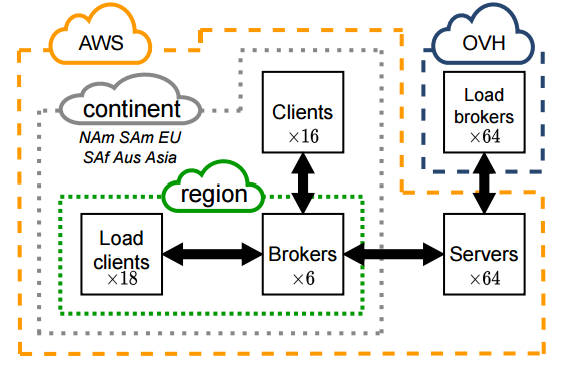 AWS
OVH
continent
NAm SAm EU
SAf Aus Asia
Clients
×16
Load
brokers
×64
region
Load
clients
×18
Brokers
×6
Servers
×64